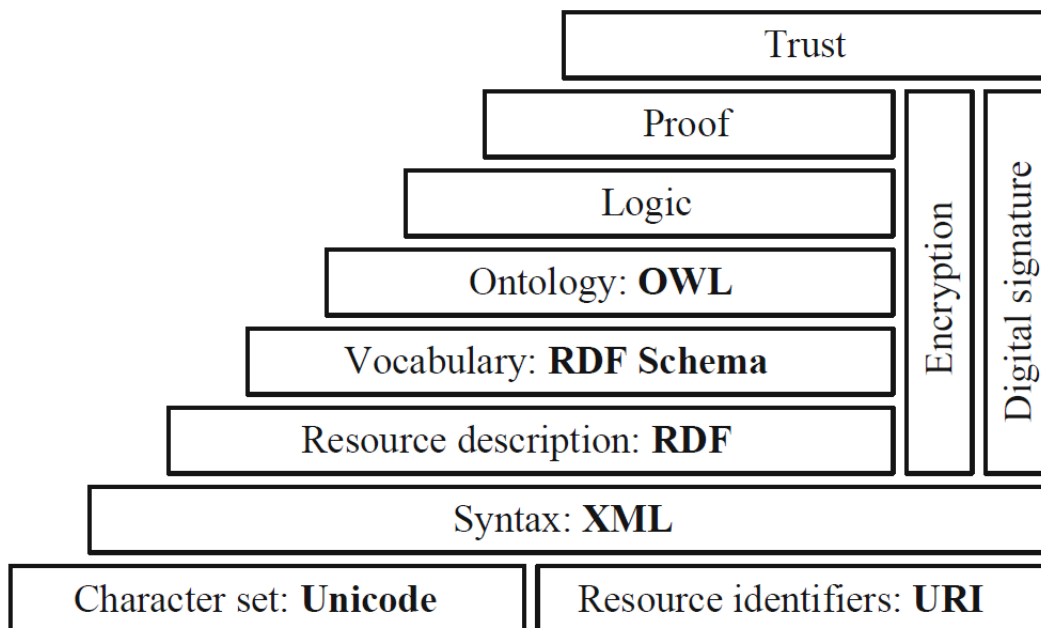 Trust
Proof
Logic
Ontology: OWL
Vocabulary: RDF Schema
Resource description: RDF
Encryption
Digital signature
Syntax: XML
Character set: Unicode
Resource identifiers: URI